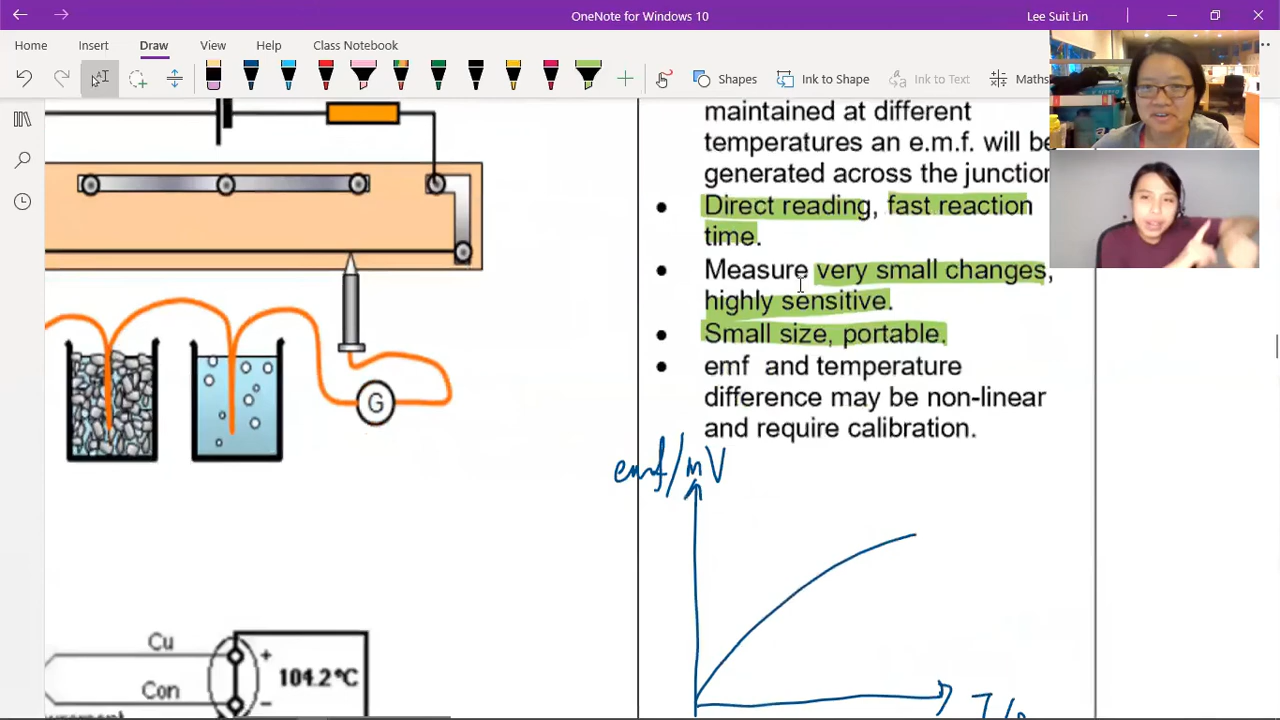 OneNote for Windows 10
Lee Suit Lin
Home Insert Draw View Help Class Notebook
Shapes Ink to Shape Ink to Text Maths
maintained at different
temperatures an e.m.f. will be
generated across the junction
• Direct reading, fast reaction
time.
• Measure very small changes,
highly sensitive.
• Small size, portable.
• emf and temperature
difference may be non-linear
and require calibration.
G
emf/mV
Cu
+
104.2°C
Con
-
T/